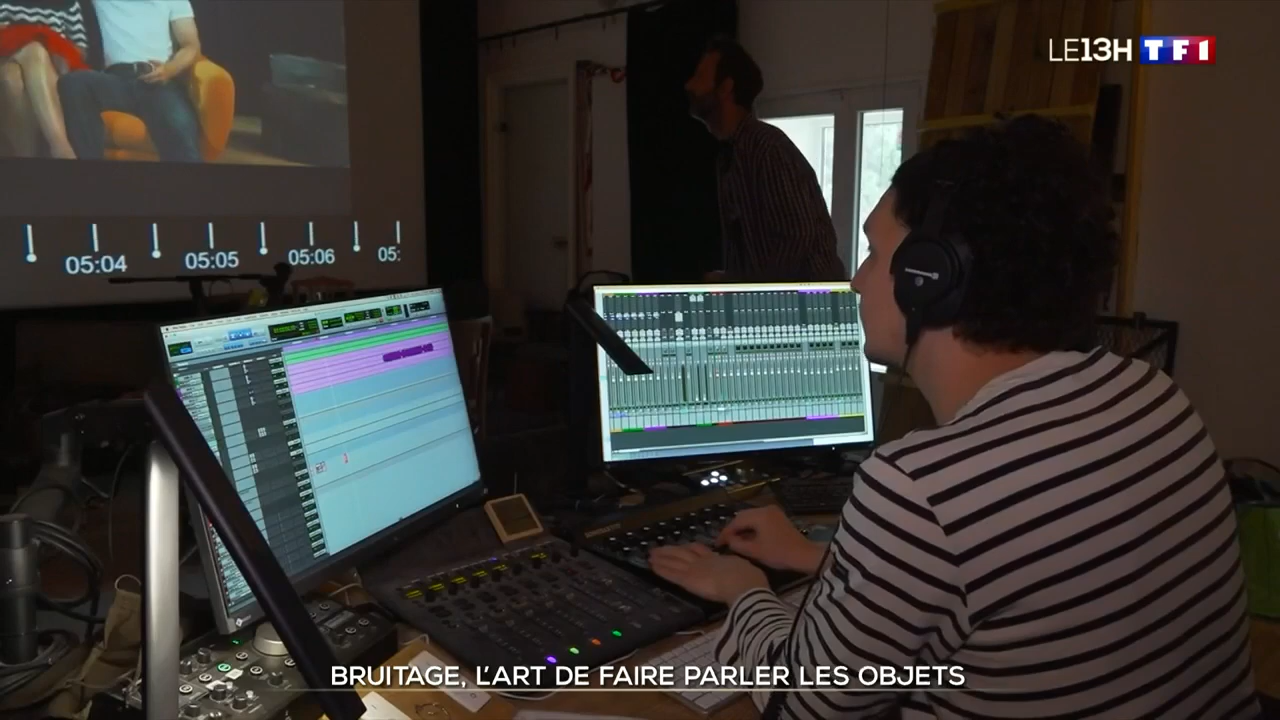 LE13H TF1
05:04 05:05 05:06 05:
BRUITAGE, L'ART DE FAIRE PARLER LES OBJETS